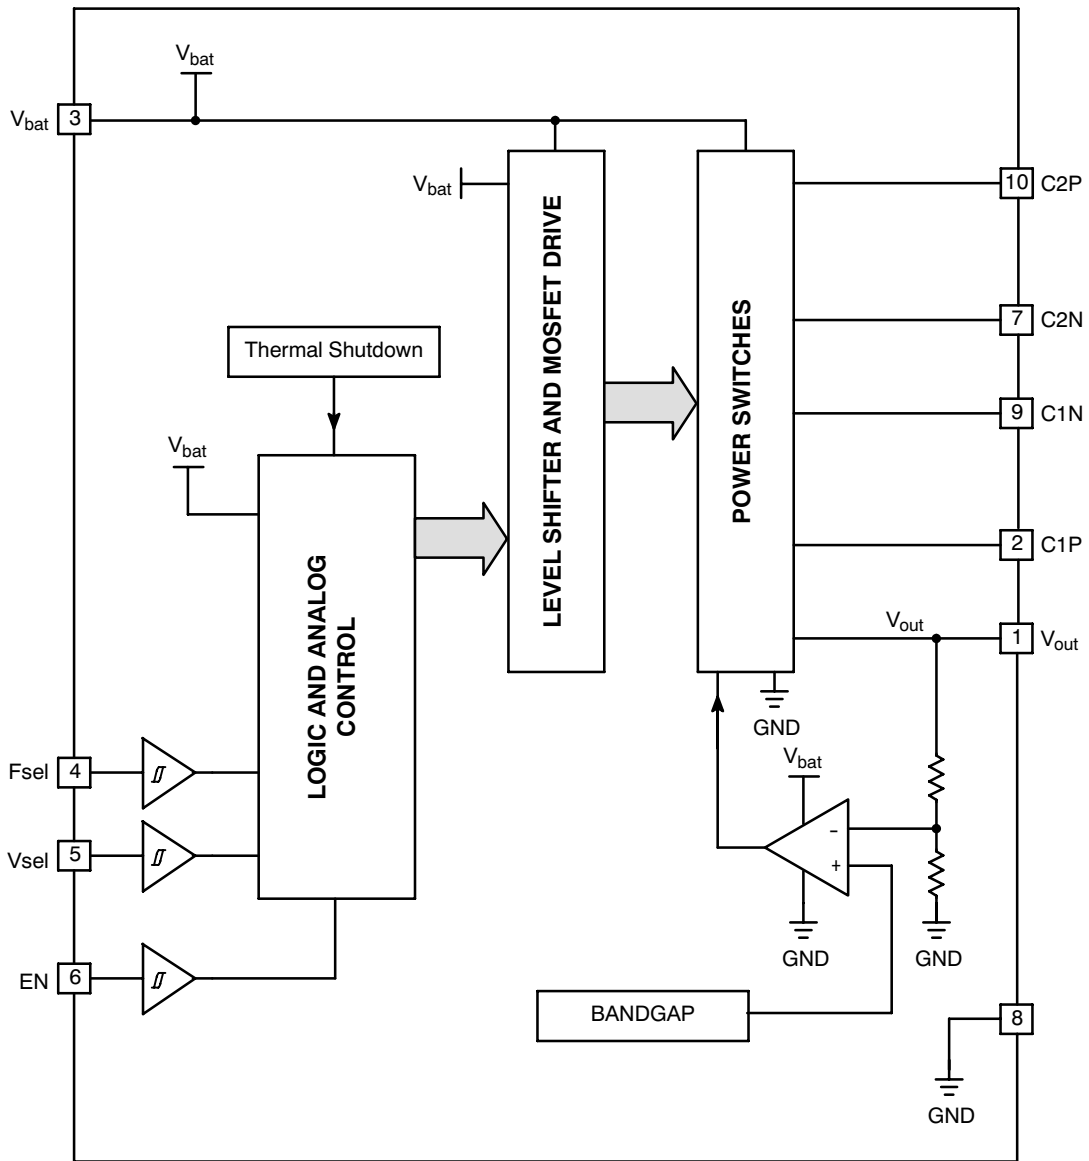 Vbat
Vbat 3
Vbat
LEVEL SHIFTER AND MOSFET DRIVE
POWER SWITCHES
10 C2P
7 C2N
9 C1N
2 C1P
Vout
1 Vout
Thermal Shutdown
Vbat
LOGIC AND ANALOG
CONTROL
GND
Vbat
-
+
GND
GND
Fsel 4
Vsel 5
EN 6
BANDGAP
8
GND